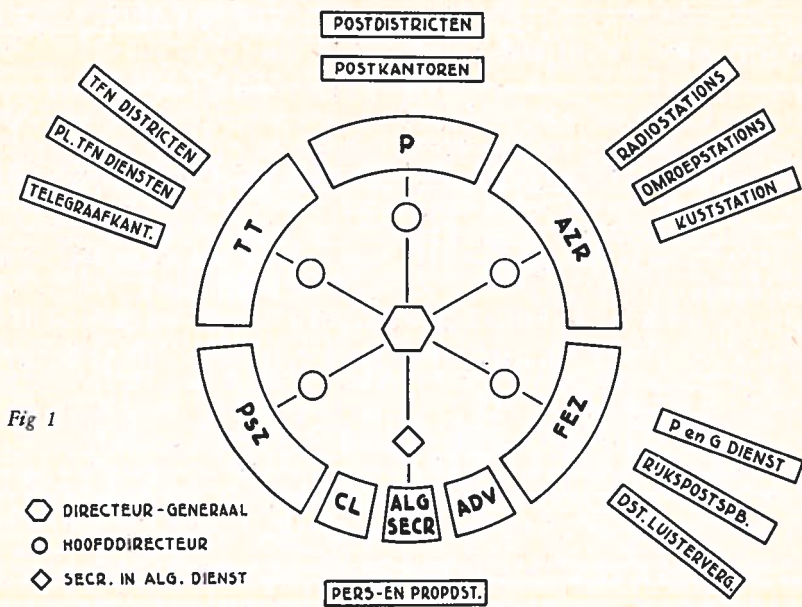 POSTDISTRICTEN
POSTKANTOREN
TFN DISTRICTEN
PL. TFN DIENSTEN
TELEGRAAFKANT.
RADIOSTATIONS
OMROEPSTATIONS
KUSTSTATION
P
TT
AZR
PSZ
FEZ
CL
ALG
SECR
ADV
P en G DIENST
RIJKSPOSTSPB.
DST. LUISTERVERG.
Fig 1
DIRECTEUR-GENERAAL
HOOFDDIRECTEUR
SECR. IN ALG. DIENST
PERS- EN PROPDST.